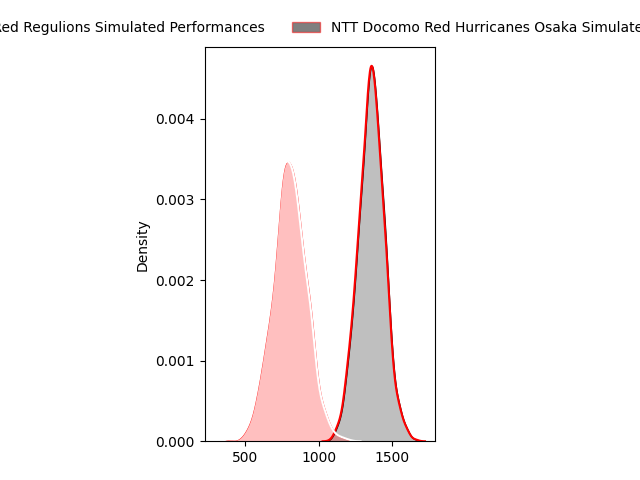 Red Regulions Simulated Performances NTT Docomo Red Hurricanes Osaka Simulate
0.004
0.003
0.002
0.001
0.000
Density
500 1000 1500